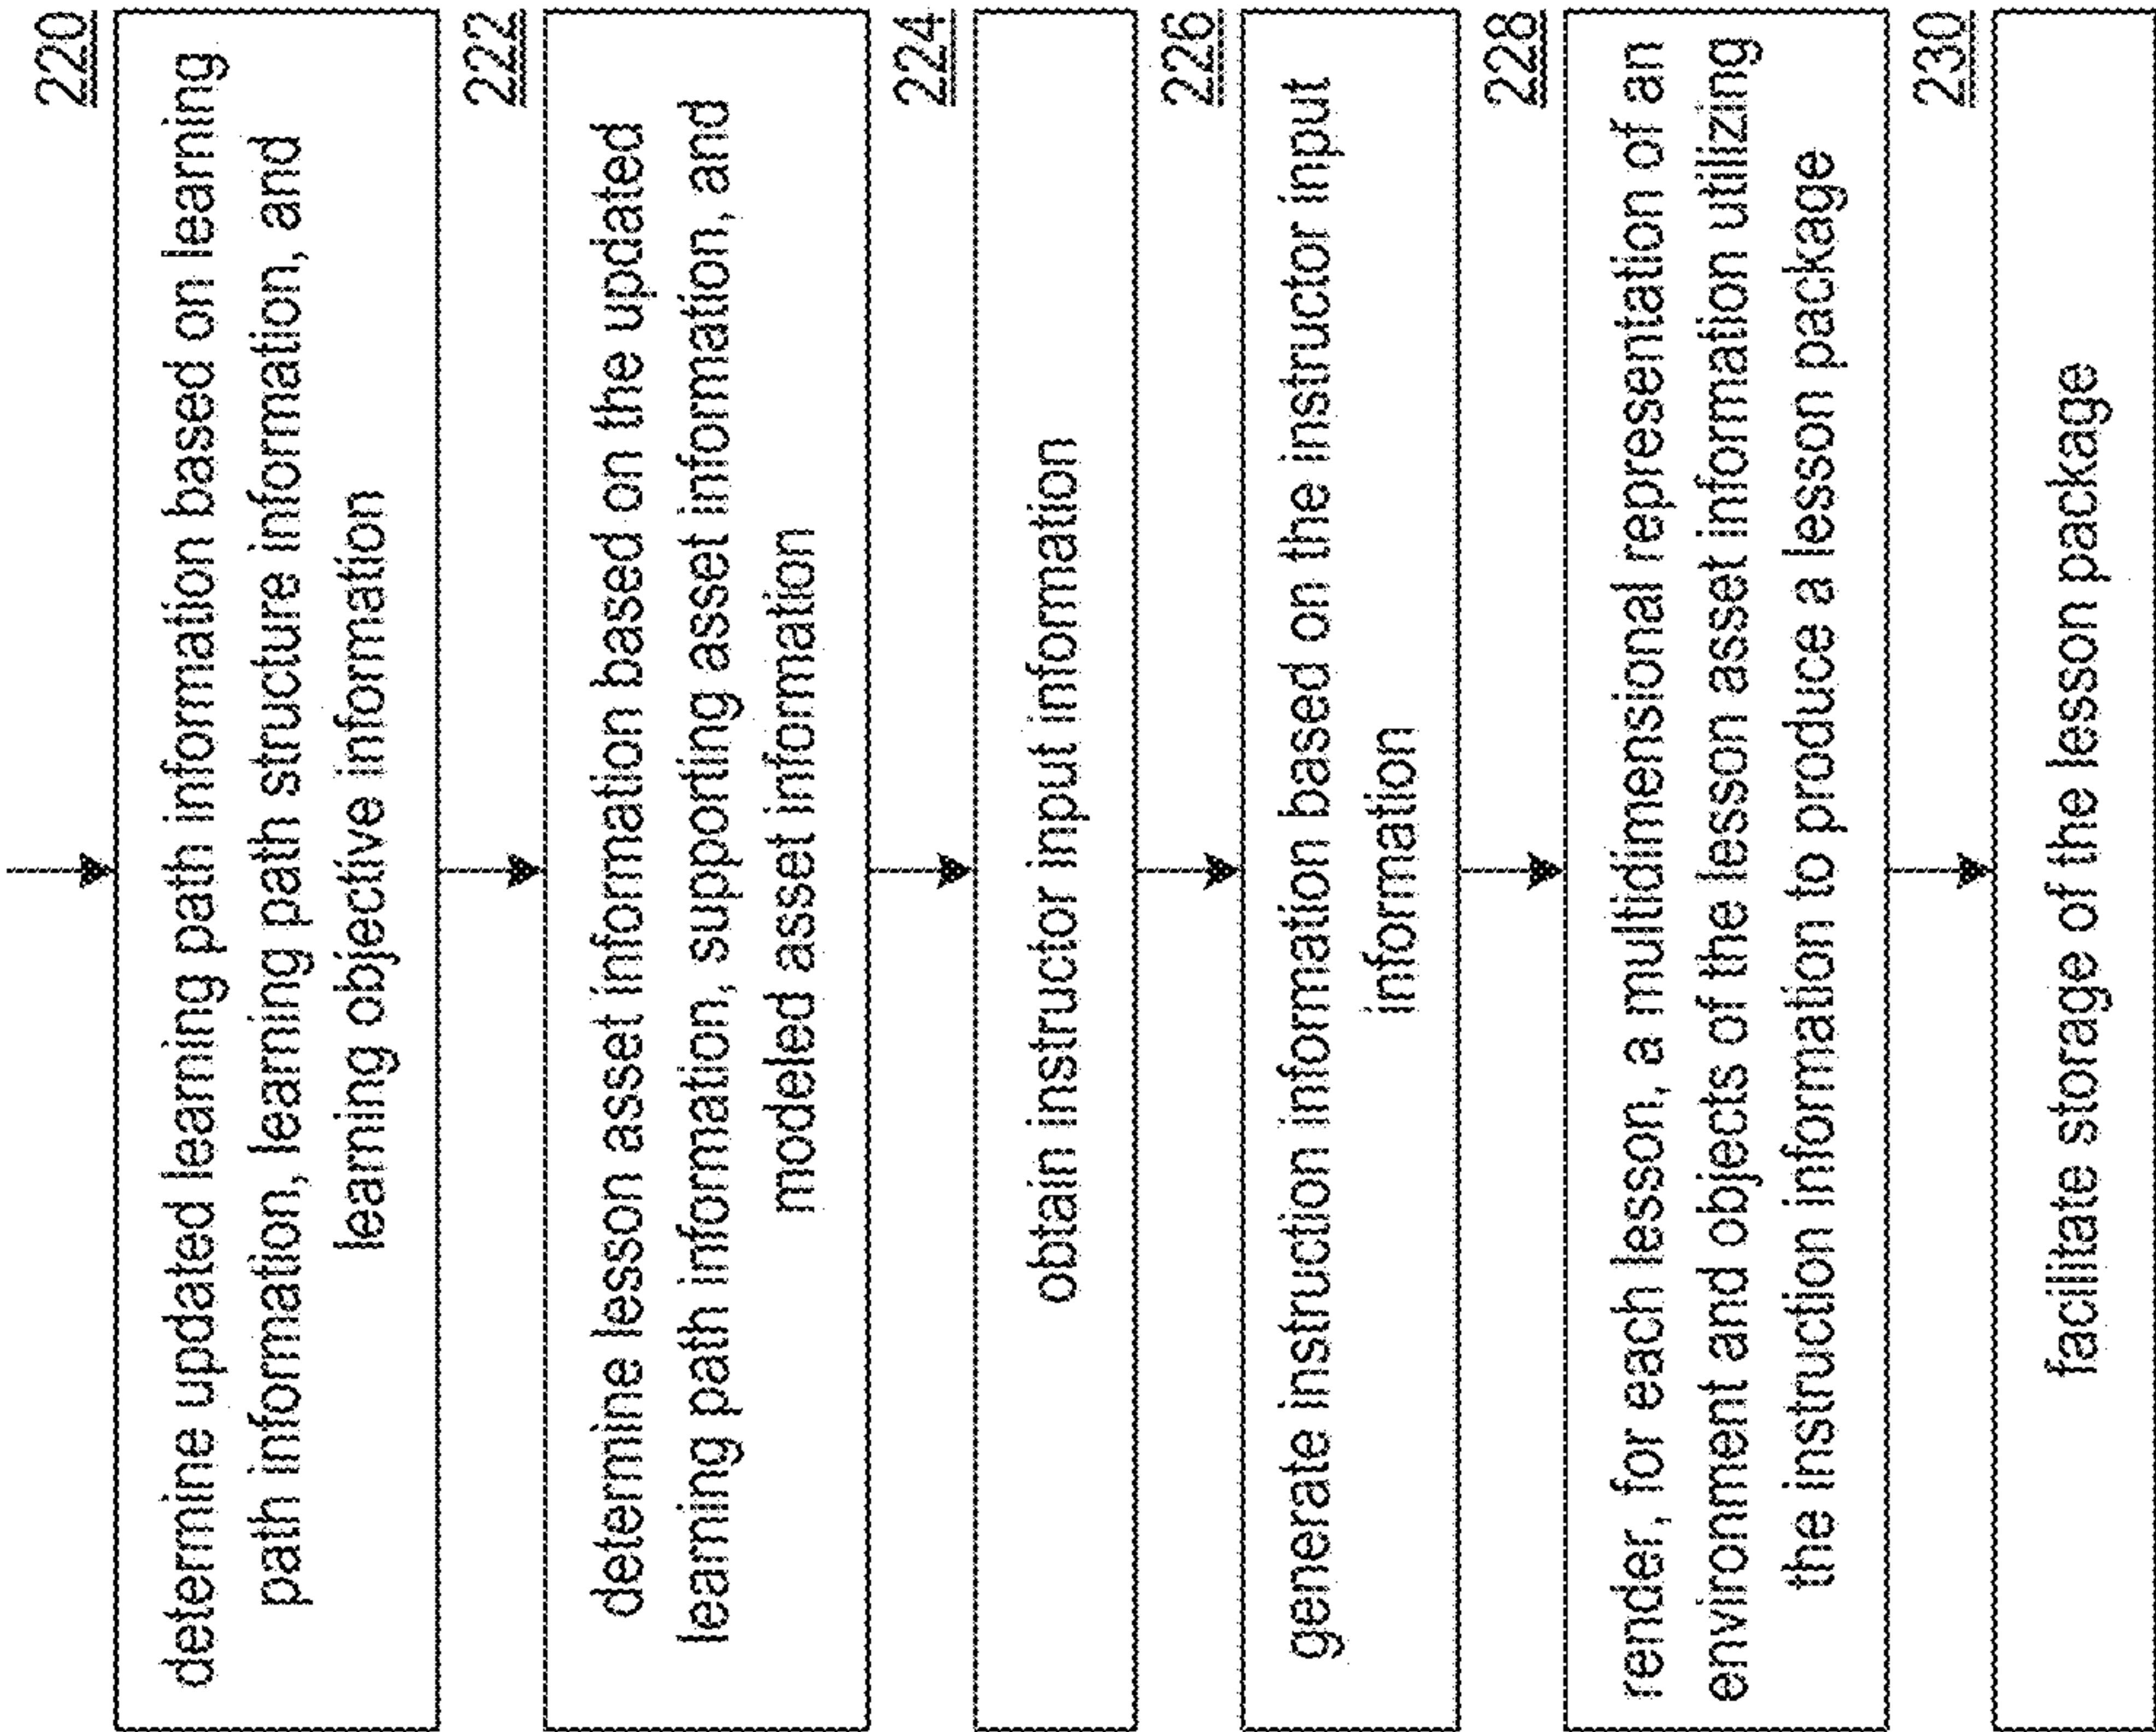 220
determine updated learning path information based on learning
path information, learning path structure information, and
learning objective information
222
determine lesson asset information based on the updated
learning path information, supporting asset information, and
modeled asset information
224
obtain instructor input information
226
generate instruction information based on the instructor input
information
228
render, for each lesson, a multidimensional representation of an
environment and objects of the lesson asset information utilizing
the instruction information to produce a lesson package
230
facilitate storage of the lesson package